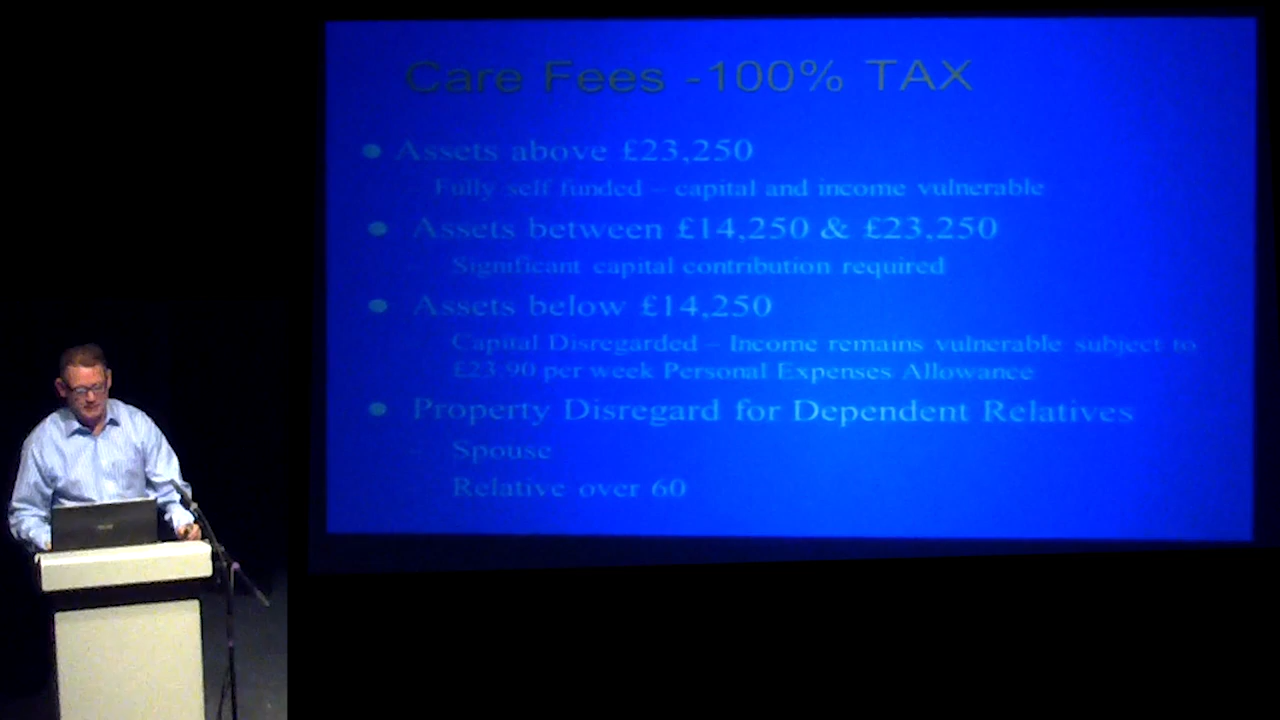 Care Fees -100% TAX
● Assets above £23,250
– Fully self funded – capital and income vulnerable
● Assets between £14,250 & £23,250
– Significant capital contribution required
● Assets below £14,250
– Capital Disregarded – Income remains vulnerable subject to
£23.90 per week Personal Expenses Allowance
● Property Disregard for Dependent Relatives
– Spouse
– Relative over 60